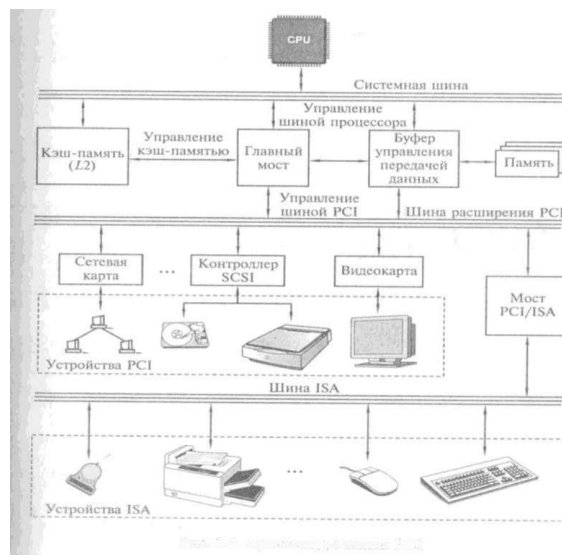 CPU
Системная шина
Управление
шиной процессора
Кэш-память
(L2)
Управление
кэш-памятью
Главный
мост
Буфер
управления
передачей
данных
Память
Управление
шиной PCI
Шина расширения PCI
Сетевая
карта
...
Контроллер
SCSI
Видеокарта
Мост
PCI/ISA
Устройства PCI
Шина ISA
...
Устройства ISA